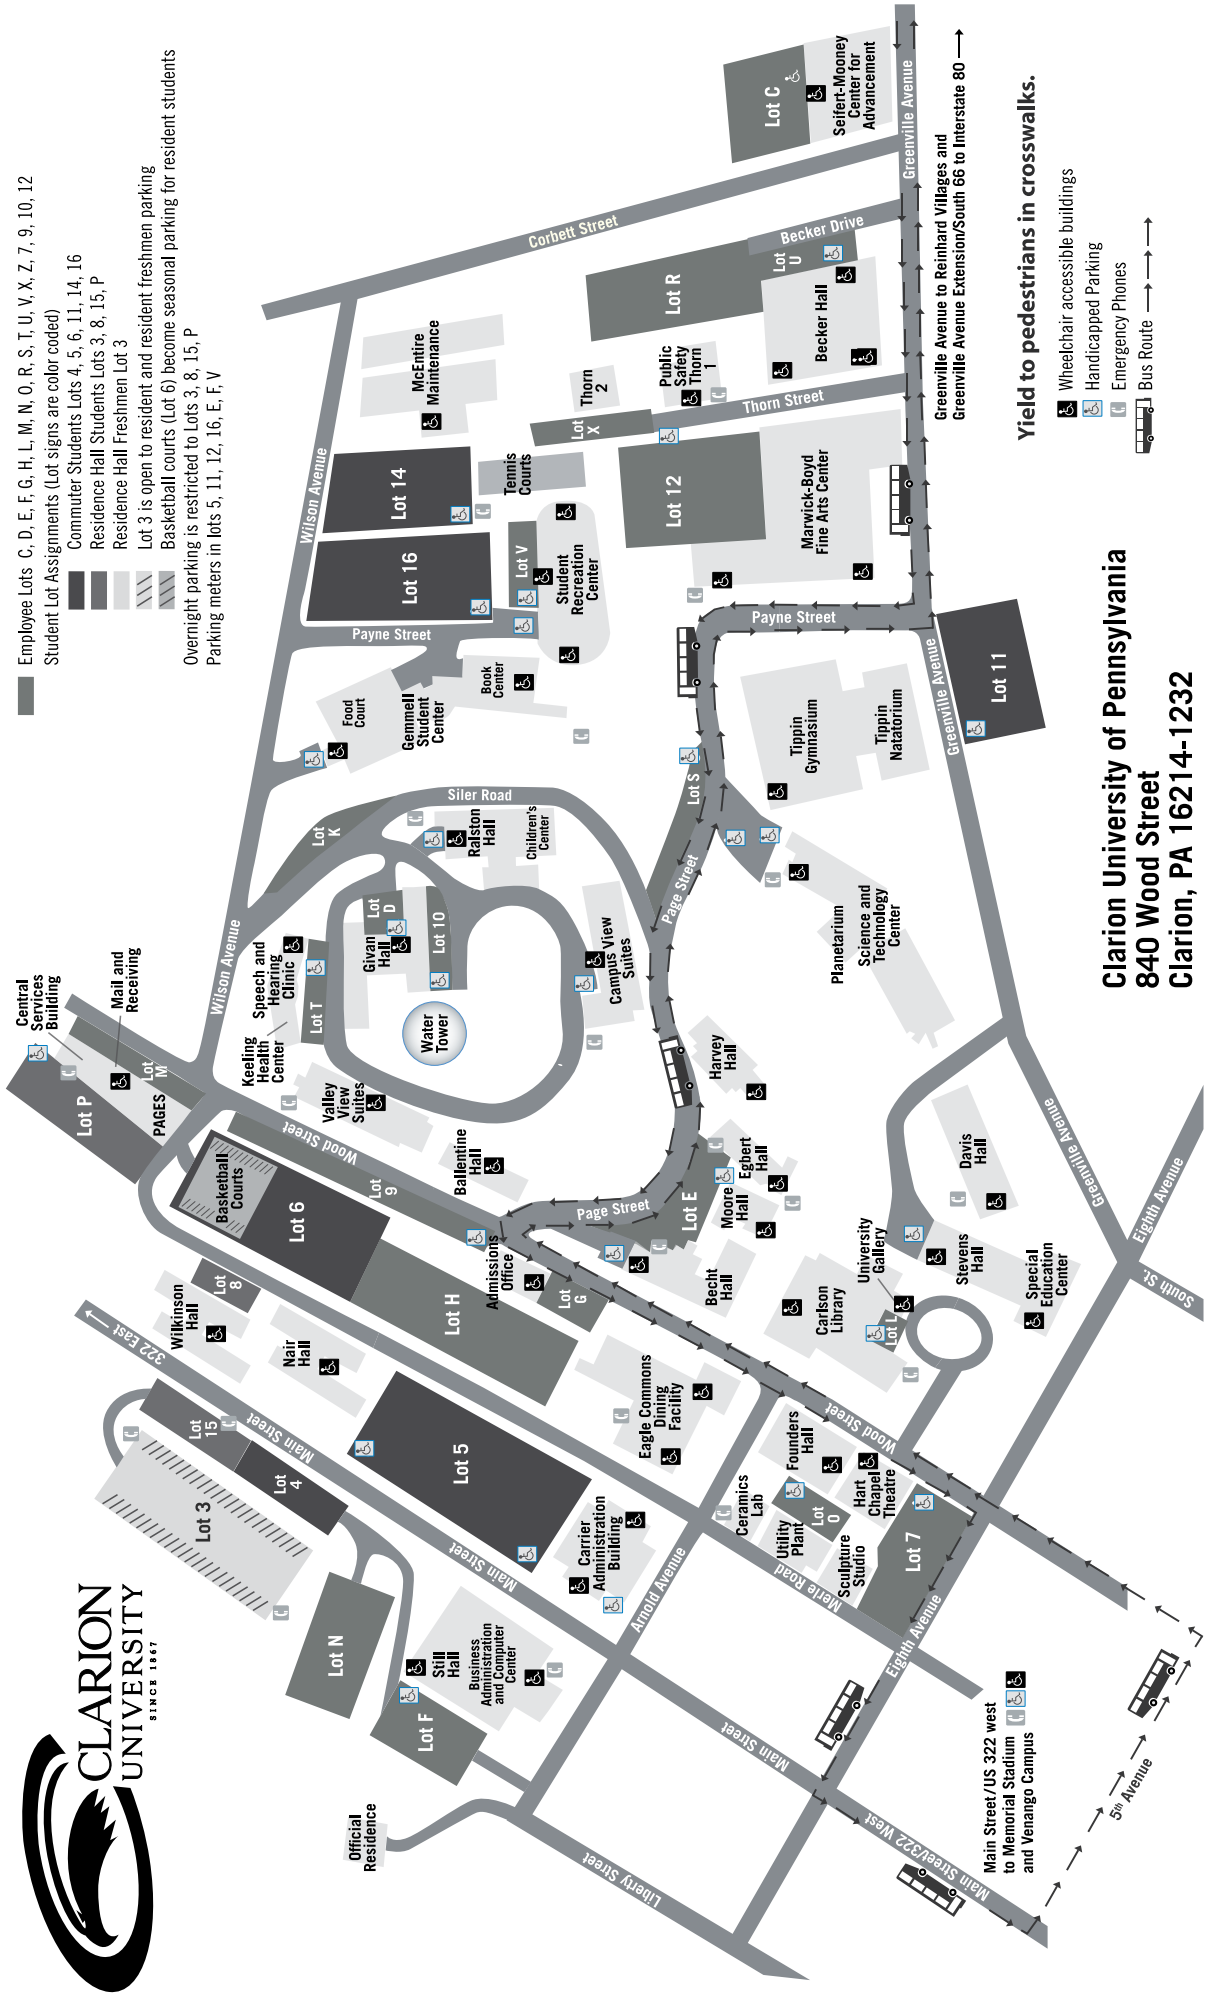 CLARION
UNIVERSITY
SINCE 1867
Employee Lots C, D, E, F, G, H, L, M, N, O, R, S, T, U, V, X, Z, 7, 9, 10, 12
Student Lot Assignments (Lot signs are color coded)
Commuter Students Lots 4, 5, 6, 11, 14, 16
Residence Hall Students Lots 3, 8, 15, P
Residence Hall Freshmen Lot 3
Lot 3 is open to resident and resident freshmen parking
Basketball courts (Lot 6) become seasonal parking for resident students
Overnight parking is restricted to Lots 3, 8, 15, P
Parking meters in lots 5, 11, 12, 16, E, F, V
Central
Services
Building
Mail and
Receiving
Lot P
Lot
M
PAGES
Wilson Avenue
Wilson Avenue
Corbett Street
McEntire
Maintenance
Lot 14
Lot 16
Tennis
Courts
Lot V
Lot
X
Thorn
2
Public
Safety
Thorn
1
Lot R
Lot
U
Becker Drive
Becker Hall
Thorn Street
Lot 12
Marwick-Boyd
Fine Arts Center
Student
Recreation
Center
Payne Street
Payne Street
Book
Center
Food
Court
Gemmell
Student
Center
Lot C
Seifert-Mooney
Center for
Advancement
Greenville Avenue
Greenville Avenue to Reinhard Villages and
Greenville Avenue Extension/South 66 to Interstate 80
Lot
K
Siler Road
Ralston
Hall
Children's
Center
Speech and
Hearing
Clinic
Lot T
Keeling
Health
Center
Givan
Hall
Lot
D
Lot 10
Water
Tower
Campus View
Suites
Valley
View
Suites
Wood Street
Ballentine
Hall
Lot
9
Basketball
Courts
Lot 6
Lot
8
Lot H
Wilkinson
Hall
Nair
Hall
322 East
Lot
15
Lot
4
Lot 3
Main Street
Lot 5
Main Street
Lot N
Lot F
Still
Hall
Business
Administration
and Computer
Center
Official
Residence
Liberty Street
Carrier
Administration
Building
Arnold Avenue
Eagle Commons
Dining
Facility
Admissions
Office
Lot
G
Page Street
Lot E
Becht
Hall
Moore
Hall
Egbert
Hall
Harvey
Hall
Page Street
Lot S
Tippin
Gymnasium
Tippin
Natatorium
Greenville Avenue
Lot 11
Planetarium
Science and
Technology
Center
Davis
Hall
Greenville Avenue
Stevens
Hall
Special
Education
Center
University
Gallery
Carlson
Library
Lot L
Eighth Avenue
South St.
Wood Street
Founders
Hall
Hart
Chapel
Theatre
Ceramics
Lab
Utility
Plant
Lot
O
Sculpture
Studio
Lot 7
Merle Road
Eighth Avenue
Main Street
Main Street/322 West
5th Avenue
Main Street/US 322 west
to Memorial Stadium
and Venango Campus
Yield to pedestrians in crosswalks.
Wheelchair accessible buildings
Handicapped Parking
Emergency Phones
Bus Route
Clarion University of Pennsylvania
840 Wood Street
Clarion, PA 16214-1232